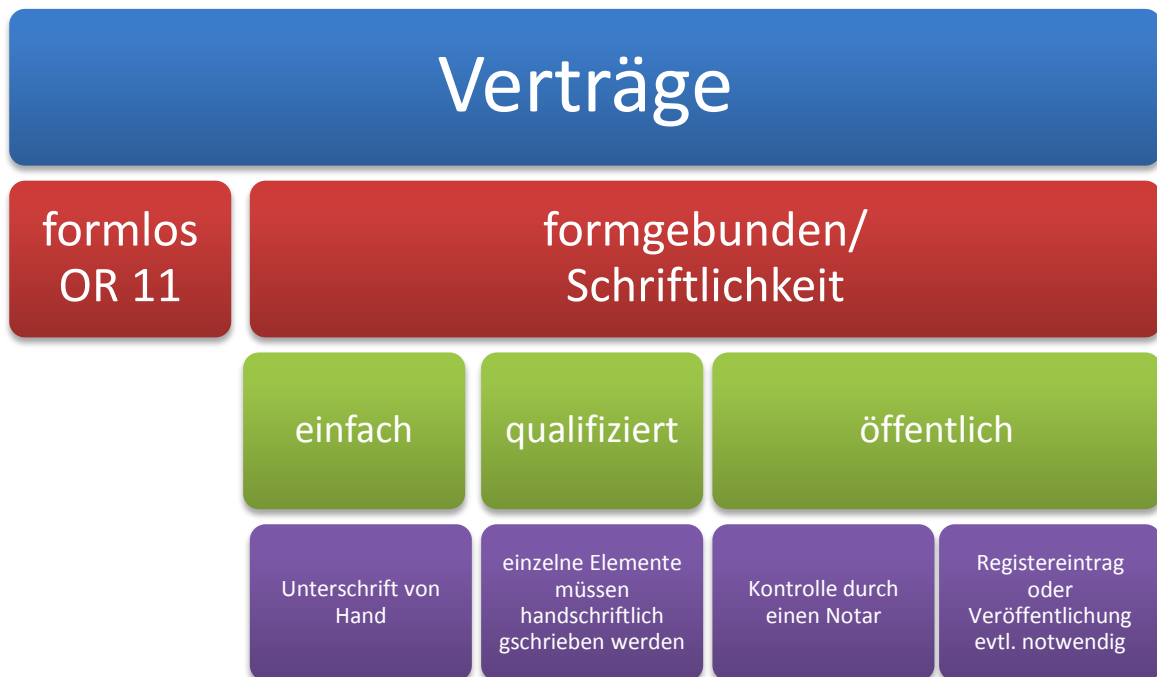 Verträge
formlos
OR 11
formgebunden/
Schriftlichkeit
einfach
qualifiziert
öffentlich
Unterschrift von
Hand
einzelne Elemente
müssen
handschriftlich
gschrieben werden
Kontrolle durch
einen Notar
Registereintrag
oder
Veröffentlichung
evtl. notwendig